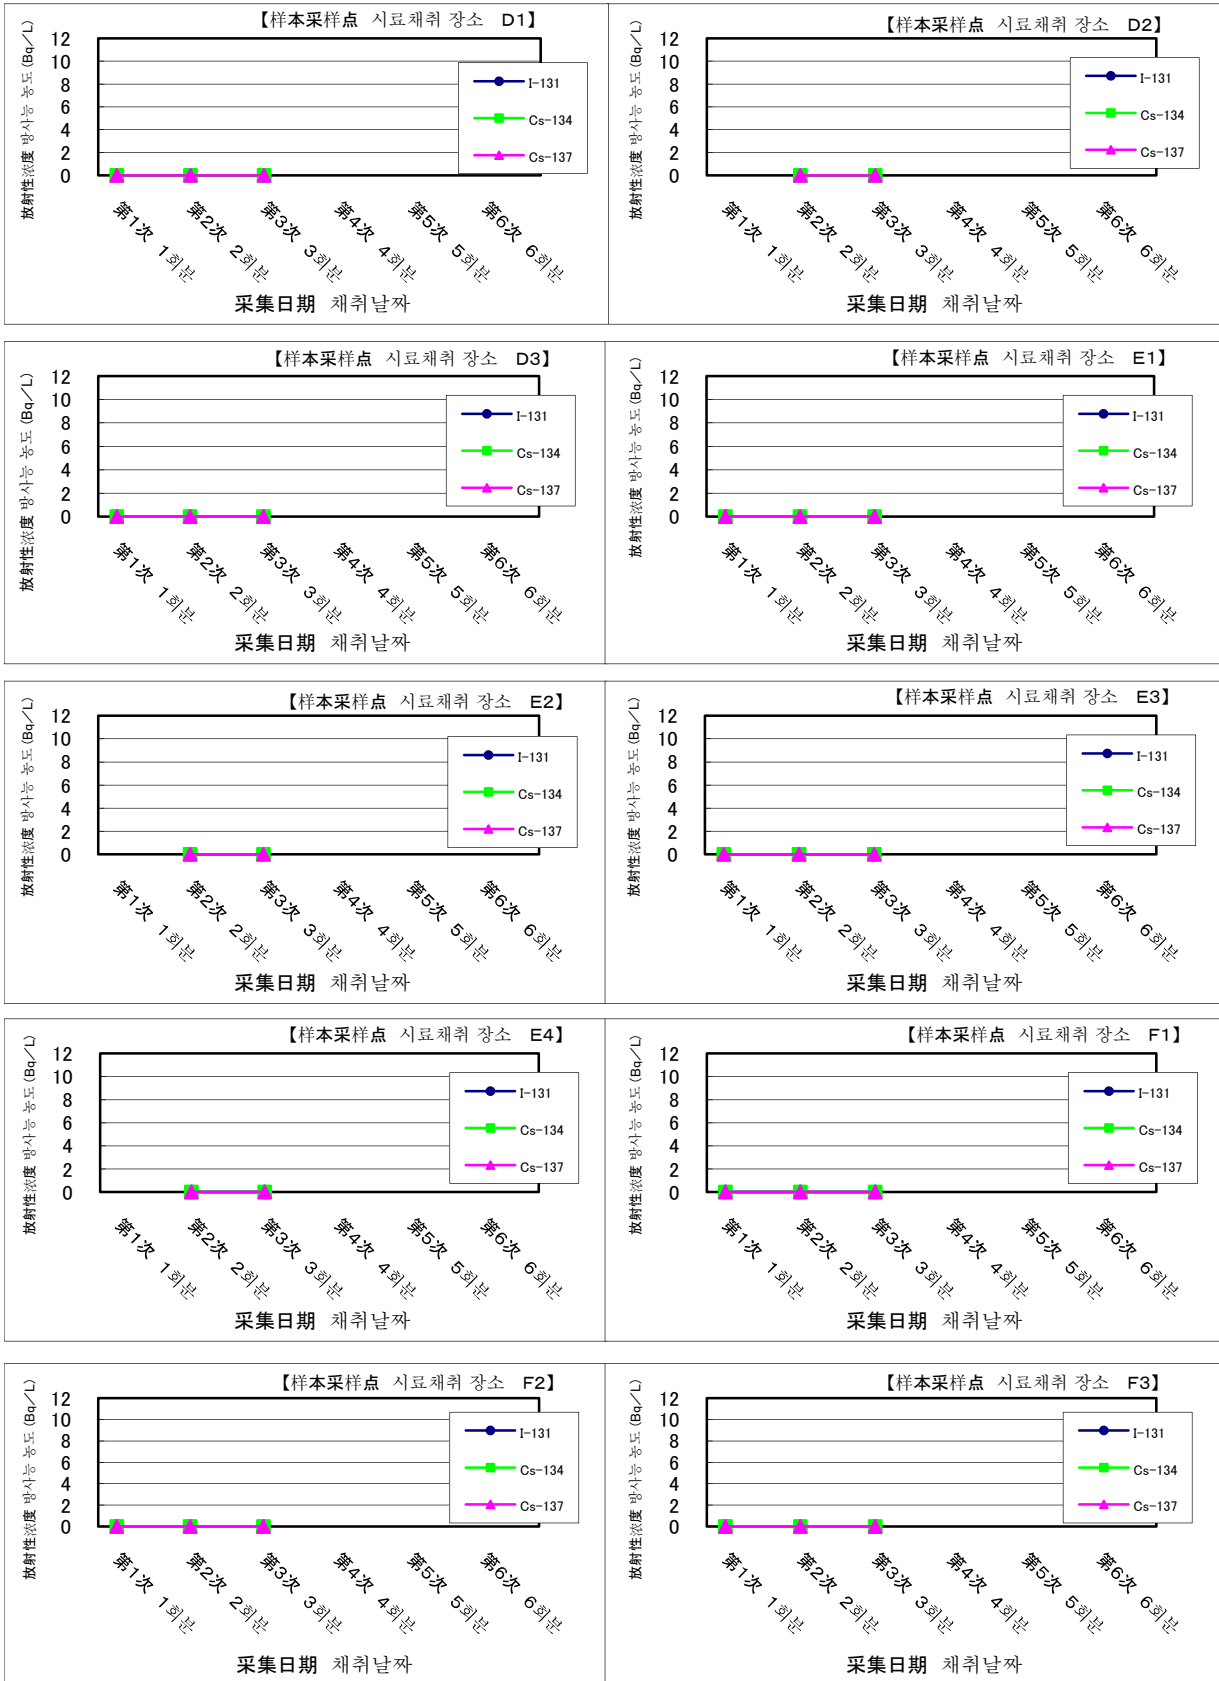 【样本采样点 시료채취 장소 D1】
放射性浓度 방사능 농도 (Bq/L)
12
10
8
6
4
2
0
I-131
Cs-134
Cs-137
第1次 1회분
第2次 2회분
第3次 3회분
第4次 4회분
第5次 5회분
第6次 6회분
采集日期 채취날짜
【样本采样点 시료채취 장소 D2】
放射性浓度 방사능 농도 (Bq/L)
12
10
8
6
4
2
0
I-131
Cs-134
Cs-137
第1次 1회분
第2次 2회분
第3次 3회분
第4次 4회분
第5次 5회분
第6次 6회분
采集日期 채취날짜
【样本采样点 시료채취 장소 D3】
放射性浓度 방사능 농도 (Bq/L)
12
10
8
6
4
2
0
I-131
Cs-134
Cs-137
第1次 1회분
第2次 2회분
第3次 3회분
第4次 4회분
第5次 5회분
第6次 6회분
采集日期 채취날짜
【样本采样点 시료채취 장소 E1】
放射性浓度 방사능 농도 (Bq/L)
12
10
8
6
4
2
0
I-131
Cs-134
Cs-137
第1次 1회분
第2次 2회분
第3次 3회분
第4次 4회분
第5次 5회분
第6次 6회분
采集日期 채취날짜
【样本采样点 시료채취 장소 E2】
放射性浓度 방사능 농도 (Bq/L)
12
10
8
6
4
2
0
I-131
Cs-134
Cs-137
第1次 1회분
第2次 2회분
第3次 3회분
第4次 4회분
第5次 5회분
第6次 6회분
采集日期 채취날짜
【样本采样点 시료채취 장소 E3】
放射性浓度 방사능 농도 (Bq/L)
12
10
8
6
4
2
0
I-131
Cs-134
Cs-137
第1次 1회분
第2次 2회분
第3次 3회분
第4次 4회분
第5次 5회분
第6次 6회분
采集日期 채취날짜
【样本采样点 시료채취 장소 E4】
放射性浓度 방사능 농도 (Bq/L)
12
10
8
6
4
2
0
I-131
Cs-134
Cs-137
第1次 1회분
第2次 2회분
第3次 3회분
第4次 4회분
第5次 5회분
第6次 6회분
采集日期 채취날짜
【样本采样点 시료채취 장소 F1】
放射性浓度 방사능 농도 (Bq/L)
12
10
8
6
4
2
0
I-131
Cs-134
Cs-137
第1次 1회분
第2次 2회분
第3次 3회분
第4次 4회분
第5次 5회분
第6次 6회분
采集日期 채취날짜
【样本采样点 시료채취 장소 F2】
放射性浓度 방사능 농도 (Bq/L)
12
10
8
6
4
2
0
I-131
Cs-134
Cs-137
第1次 1회분
第2次 2회분
第3次 3회분
第4次 4회분
第5次 5회분
第6次 6회분
采集日期 채취날짜
【样本采样点 시료채취 장소 F3】
放射性浓度 방사능 농도 (Bq/L)
12
10
8
6
4
2
0
I-131
Cs-134
Cs-137
第1次 1회분
第2次 2회분
第3次 3회분
第4次 4회분
第5次 5회분
第6次 6회분
采集日期 채취날짜